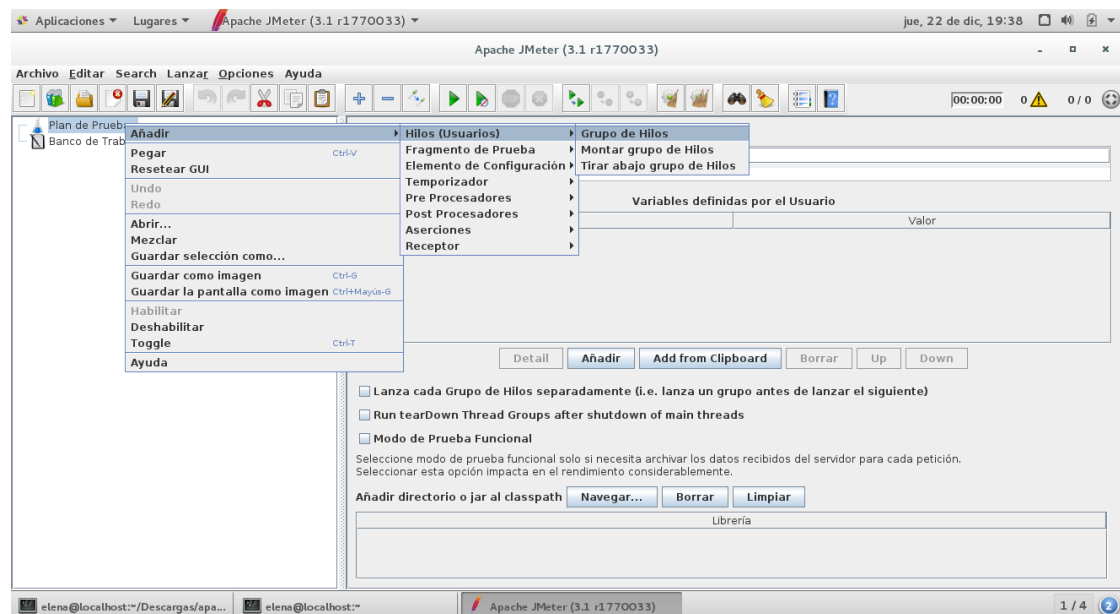 Aplicaciones Lugares Apache JMeter (3.1 r1770033) jue, 22 de dic, 19:38
Apache JMeter (3.1 r1770033)
Archivo Editar Search Lanzar Opciones Ayuda
00:00:00 0 0 / 0
Plan de Prueb
Banco de Trab
Añadir
Pegar Ctrl-V
Resetear GUI
Undo
Redo
Abrir...
Mezclar
Guardar selección como...
Guardar como imagen Ctrl-G
Guardar la pantalla como imagen Ctrl+Mayús-G
Habilitar
Deshabilitar
Toggle Ctrl-T
Ayuda
Hilos (Usuarios)
Fragmento de Prueba
Elemento de Configuración
Temporizador
Pre Procesadores
Post Procesadores
Aserciones
Receptor
Grupo de Hilos
Montar grupo de Hilos
Tirar abajo grupo de Hilos
Variables definidas por el Usuario
Valor
Detail Añadir Add from Clipboard Borrar Up Down
Lanza cada Grupo de Hilos separadamente (i.e. lanza un grupo antes de lanzar el siguiente)
Run tearDown Thread Groups after shutdown of main threads
Modo de Prueba Funcional
Seleccione modo de prueba funcional solo si necesita archivar los datos recibidos del servidor para cada petición.
Seleccionar esta opción impacta en el rendimiento considerablemente.
Añadir directorio o jar al classpath Navegar... Borrar Limpiar
Librería
elena@localhost:~/Descargas/apa... elena@localhost:~ Apache JMeter (3.1 r1770033) 1 / 4 2